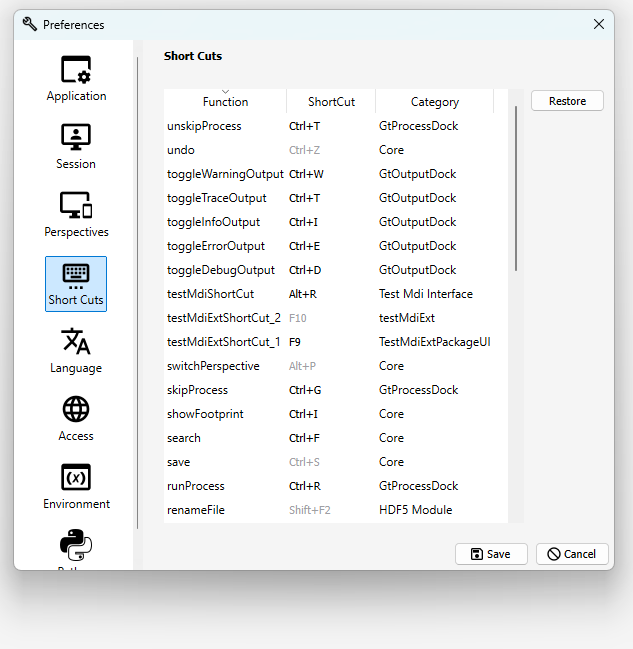 Preferences
Application
Session
Perspectives
Short Cuts
Language
Access
(x)
Environment
Short Cuts
Function ShortCut Category
unskipProcess Ctrl+T GtProcessDock
undo Ctrl+Z Core
toggleWarningOutput Ctrl+W GtOutputDock
toggleTraceOutput Ctrl+T GtOutputDock
toggleInfoOutput Ctrl+I GtOutputDock
toggleErrorOutput Ctrl+E GtOutputDock
toggleDebugOutput Ctrl+D GtOutputDock
testMdiShortCut Alt+R Test Mdi Interface
testMdiExtShortCut_2 F10 testMdiExt
testMdiExtShortCut_1 F9 TestMdiExtPackageUI
switchPerspective Alt+P Core
skipProcess Ctrl+G GtProcessDock
showFootprint Ctrl+I Core
search Ctrl+F Core
save Ctrl+S Core
runProcess Ctrl+R GtProcessDock
renameFile Shift+F2 HDF5 Module
Restore
Save Cancel